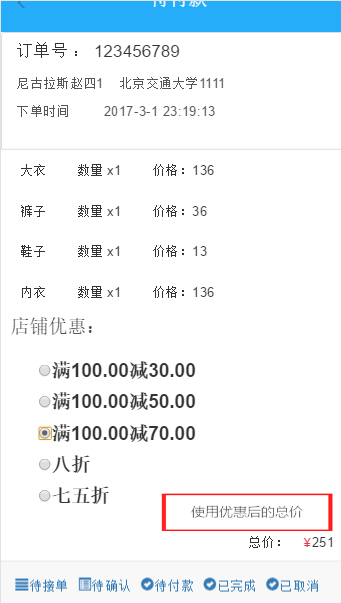 待付款
订单号 ： 123456789
尼古拉斯赵四1 北京交通大学1111
下单时间 2017-3-1 23:19:13
大衣 数量 x1 价格：136
裤子 数量 x1 价格：36
鞋子 数量 x1 价格：13
内衣 数量 x1 价格：136
店铺优惠：
满100.00减30.00
满100.00减50.00
满100.00减70.00
八折
七五折
使用优惠后的总价
总价： ¥251
待接单 待确认 待付款 已完成 已取消